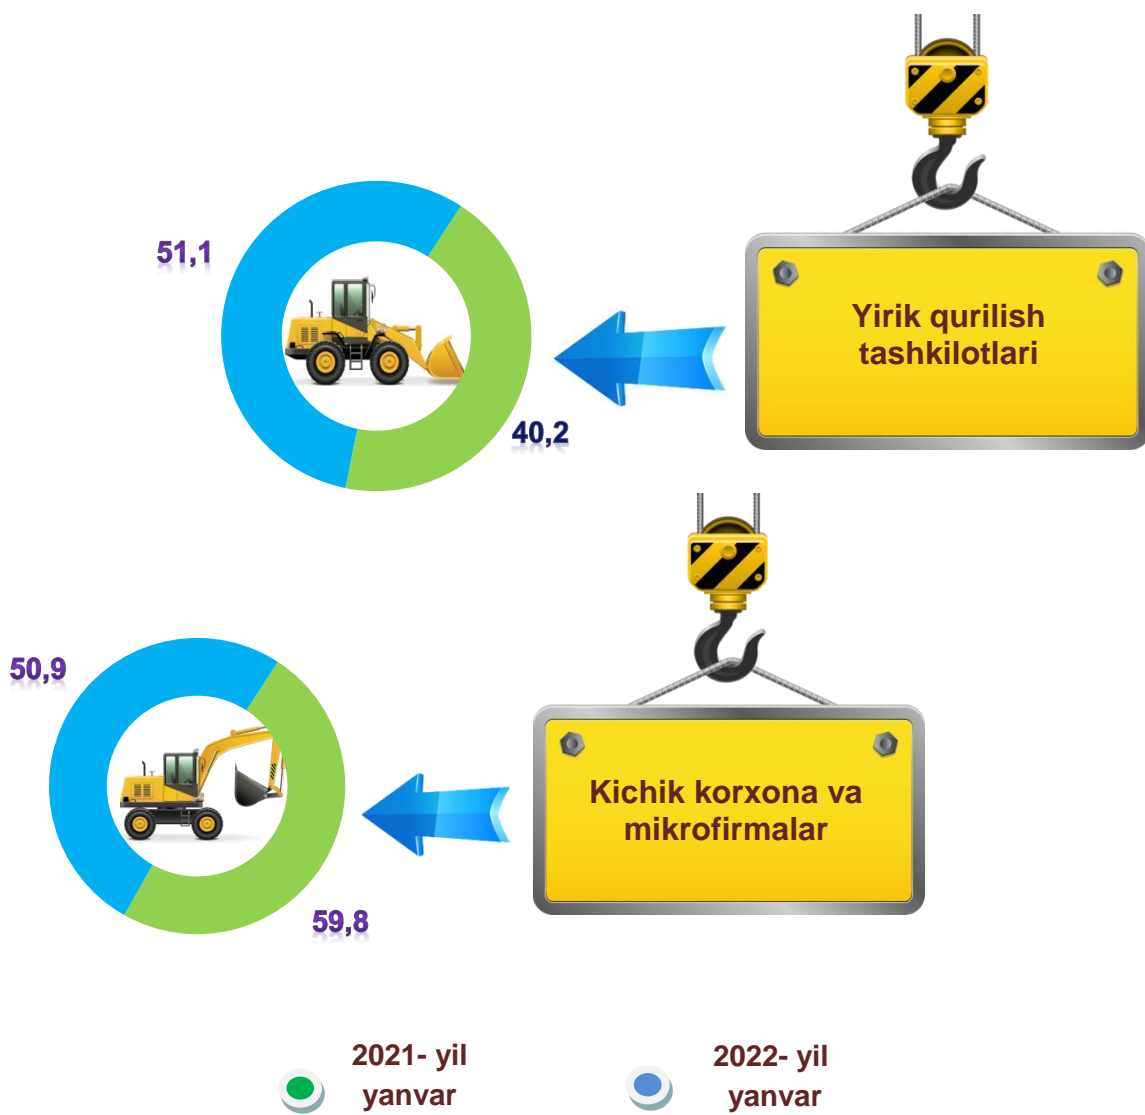 51,1
Yirik qurilish
tashkilotlari
40,2
50,9
Kichik korxona va
mikrofirmalar
59,8
2021- yil
yanvar
2022- yil
yanvar